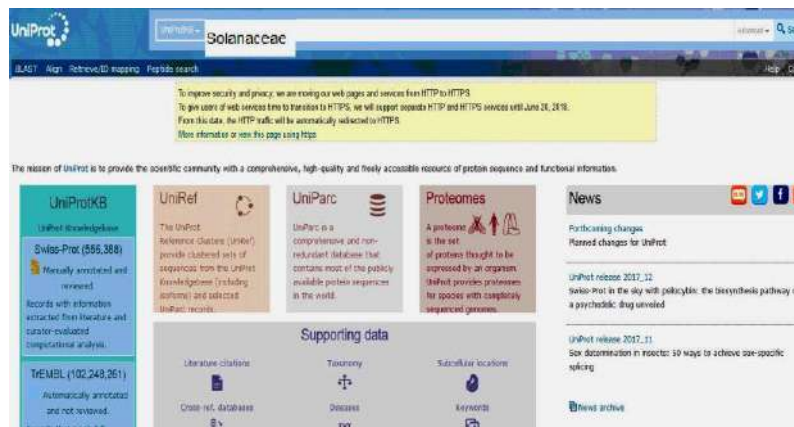 UniProt
UniProtKB
Solanaceae
Advanced
BLAST Align Retrieve/ID mapping Peptide search
Help
To improve security and privacy, we are moving our web pages and services from HTTP to HTTPS.
To give users of web services time to transition to HTTPS, we will support separate HTTP and HTTPS services until June 20, 2018.
From this date, the HTTP traffic will be automatically redirected to HTTPS.
More information or view this page using https
The mission of UniProt is to provide the scientific community with a comprehensive, high-quality and freely accessible resource of protein sequence and functional information.
UniProtKB
UniProt Knowledgebase
Swiss-Prot (556,388)
Manually annotated and
reviewed.
Records with information
extracted from literature and
curator-evaluated
computational analysis.
TrEMBL (102,248,261)
Automatically annotated
and not reviewed.
UniRef
The UniProt
Reference Clusters (UniRef)
provide clustered sets of
sequences from the UniProt
Knowledgebase (including
isoforms) and selected
UniParc records.
UniParc
UniParc is a
comprehensive and non-
redundant database that
contains most of the publicly
available protein sequences
in the world.
Proteomes
A proteome
is the set
of proteins thought to be
expressed by an organism.
UniProt provides proteomes
for species with completely
sequenced genomes.
Supporting data
Literature citations
Taxonomy
Subcellular locations
Cross-ref. databases
Diseases
Keywords
News
Forthcoming changes
Planned changes for UniProt
UniProt release 2017_12
Swiss-Prot in the sky with psilocybin: the biosynthesis pathway
a psychedelic drug unveiled
UniProt release 2017_11
Sex determination in insects: 50 ways to achieve sex-specific
splicing
News archive